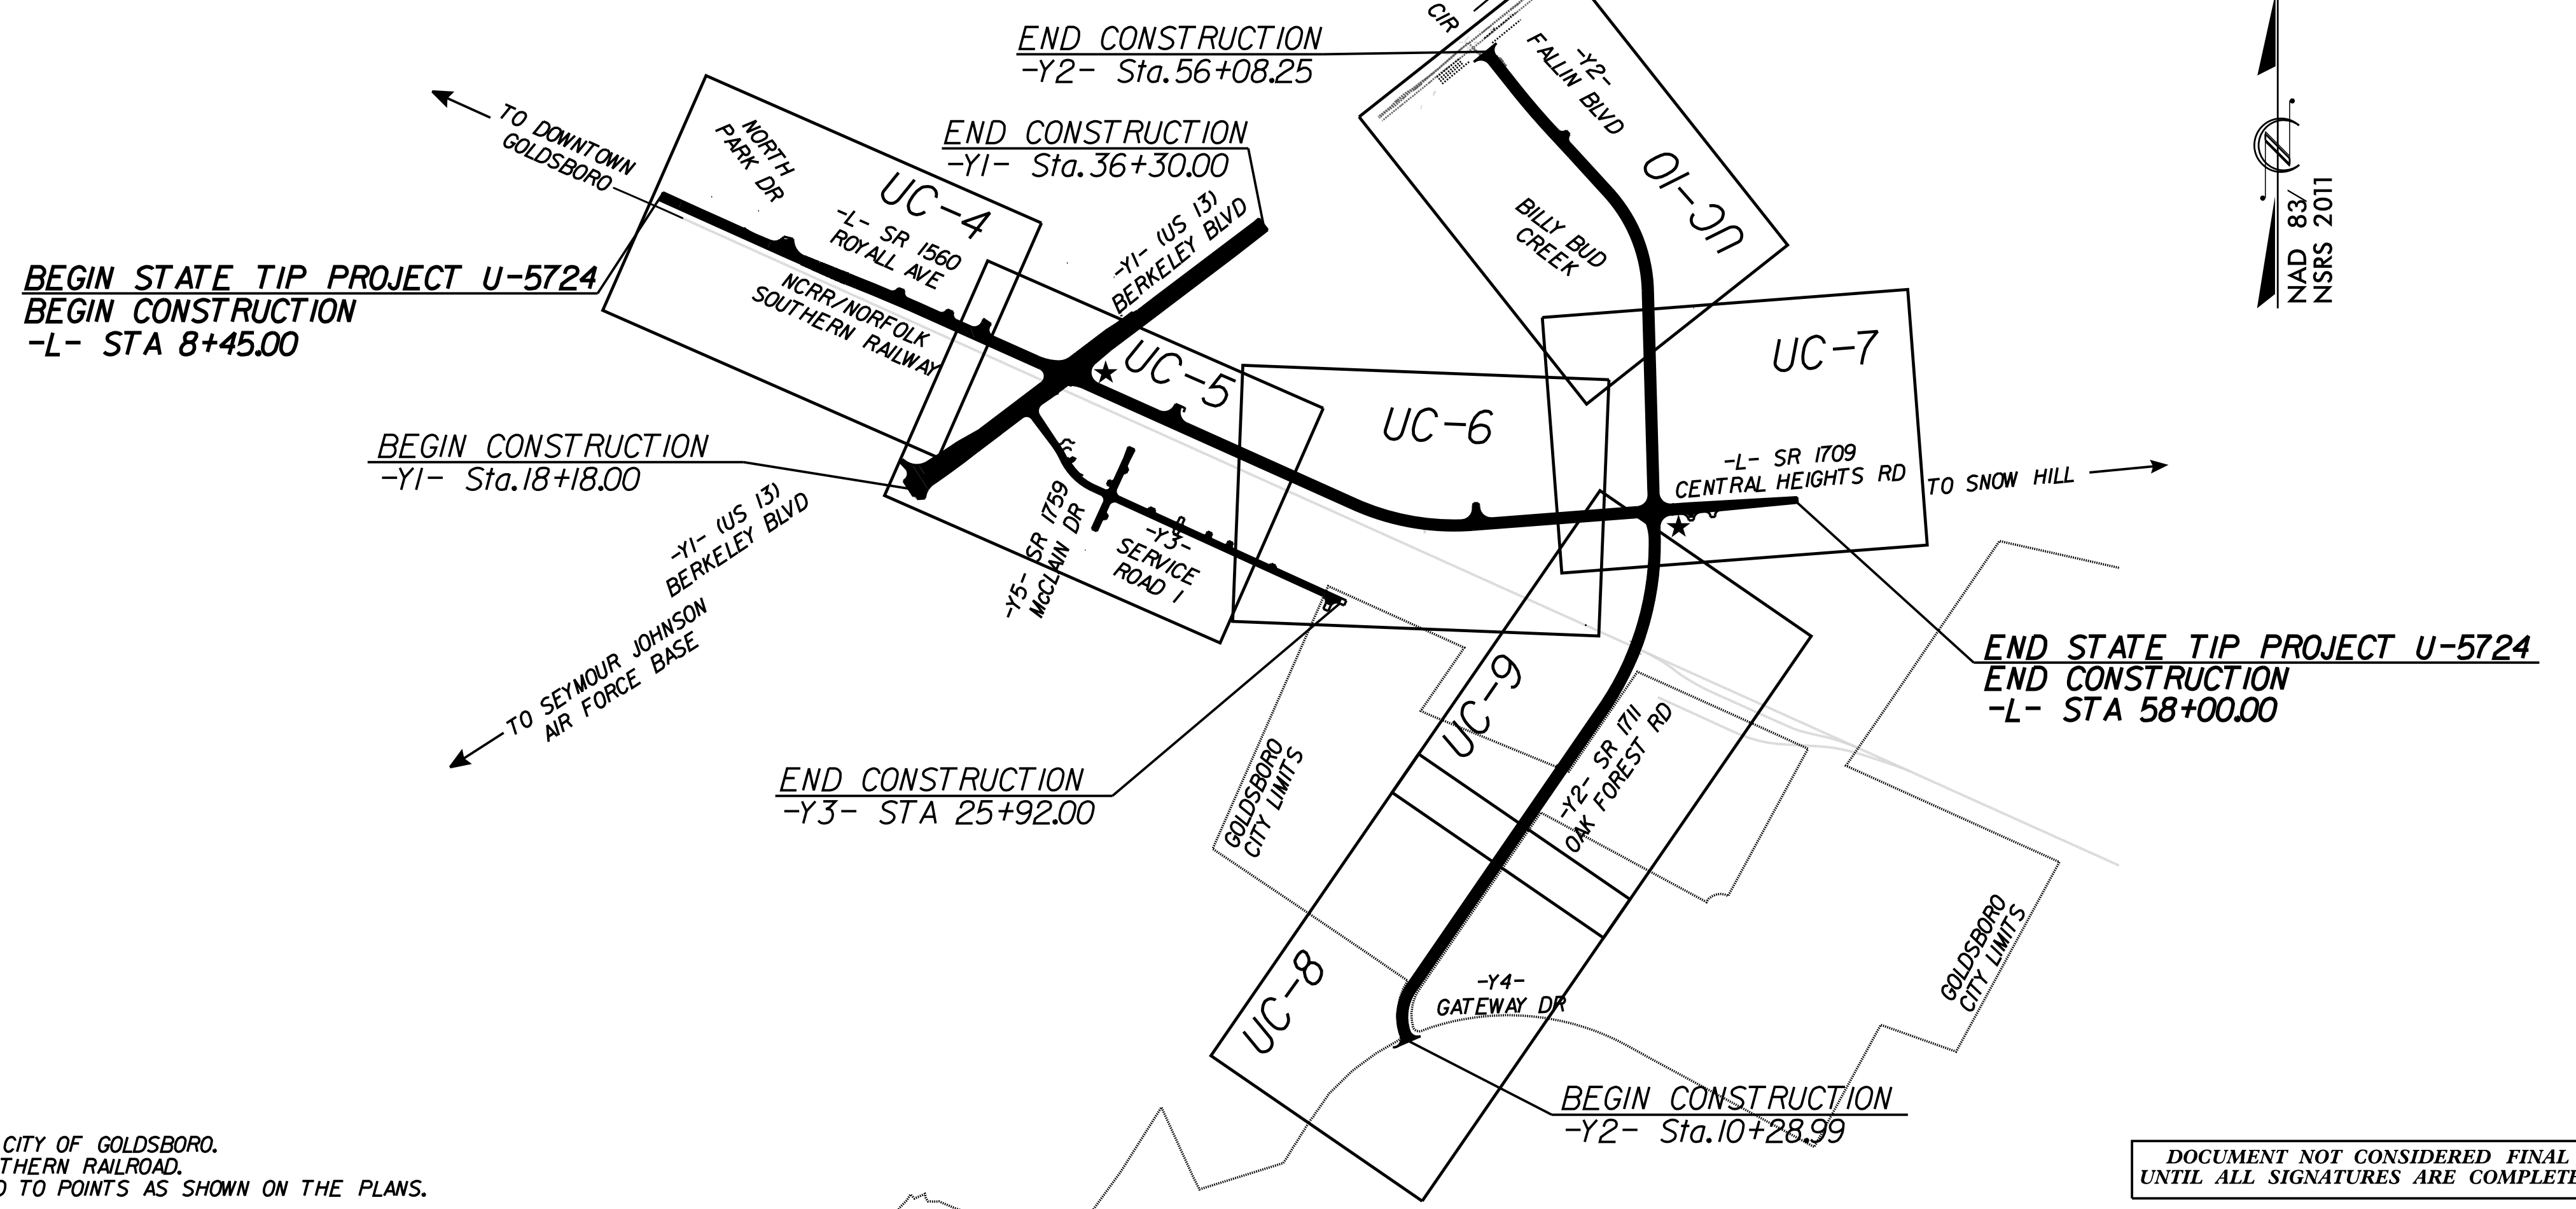 CIR
END CONSTRUCTION
-Y2- Sta.56+08.25
-Y2-
FALLIN BLVD
TO DOWNTOWN
GOLDSBORO
NORTH
PARK DR
END CONSTRUCTION
-Y1- Sta.36+30.00
UC-4
-L- SR 1560
ROYALL AVE
-Y1- (US 13)
BERKELEY BLVD
UC-10
BILLY BUD
CREEK
NAD 83/
NSRS 2011
BEGIN STATE TIP PROJECT U-5724
BEGIN CONSTRUCTION
-L- STA 8+45.00
NCRR/NORFOLK
SOUTHERN RAILWAY
UC-5
UC-6
UC-7
BEGIN CONSTRUCTION
-Y1- Sta.18+18.00
-L- SR 1709
CENTRAL HEIGHTS RD
TO SNOW HILL
-Y1- (US 13)
BERKELEY BLVD
-Y5- SR 1759
McCLAIN DR
-Y3-
SERVICE
ROAD 1
TO SEYMOUR JOHNSON
AIR FORCE BASE
END STATE TIP PROJECT U-5724
END CONSTRUCTION
-L- STA 58+00.00
UC-9
-Y2- SR 1711
OAK FOREST RD
END CONSTRUCTION
-Y3- STA 25+92.00
GOLDSBORO
CITY LIMITS
GOLDSBORO
CITY LIMITS
UC-8
-Y4-
GATEWAY DR
BEGIN CONSTRUCTION
-Y2- Sta.10+28.99
CITY OF GOLDSBORO.
THERN RAILROAD.
TO POINTS AS SHOWN ON THE PLANS.
DOCUMENT NOT CONSIDERED FINAL
UNTIL ALL SIGNATURES ARE COMPLETE